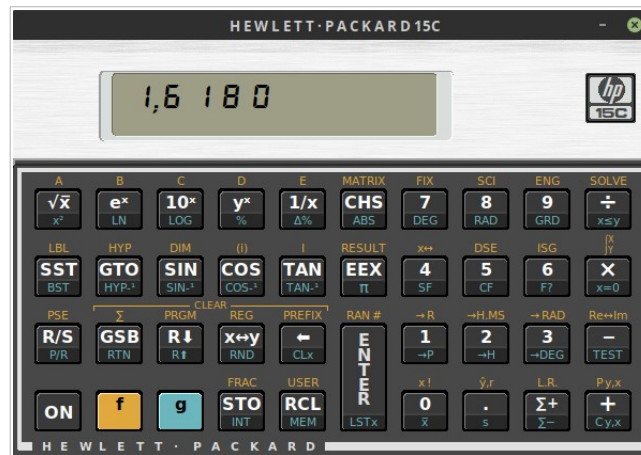 HEWLETT·PACKARD 15C
1,6180
hp
15C
A B C D E MATRIX FIX SCI ENG SOLVE
√x̅ eˣ 10ˣ yˣ 1/x CHS 7 8 9 ÷
x² LN LOG % Δ% ABS DEG RAD GRD x≤y
LBL HYP DIM (i) I RESULT x↔ DSE ISG ∫xy
SST GTO SIN COS TAN EEX 4 5 6 ×
BST HYP-¹ SIN-¹ COS-¹ TAN-¹ π SF CF F? x=0
CLEAR
PSE Σ PRGM REG PREFIX RAN # →R →H.MS →RAD Re↔Im
R/S GSB R⬇ x↔y ⬅ ENTER 1 2 3 −
P/R RTN R⬆ RND CLx →P →H →DEG TEST
FRAC USER x! ŷ,r L.R. Py,x
ON f g STO RCL 0 . Σ+ +
INT MEM LSTx x̅ s Σ− Cy,x
HEWLETT·PACKARD